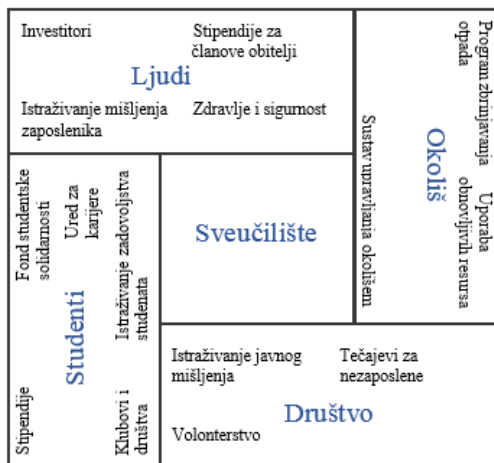 Investitori
Stipendije za
članove obitelji
Ljudi
Istraživanje mišljenja
zaposlenika
Zdravlje i sigurnost
Program zbrinjavanja
otpada
Okoliš
Uporaba
obnovljivih resursa
Sustav upravljanja okolišem
Fond studentske
solidarnosti
Ured za
karijere
Istraživanje zadovoljstva
studenata
Studenti
Stipendije
Klubovi i
društva
Sveučilište
Istraživanje javnog
mišljenja
Tečajevi za
nezaposlene
Društvo
Volonterstvo